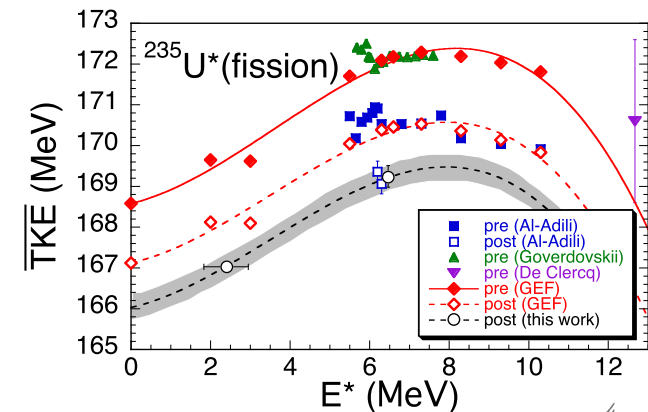 173
172
171
170
169
168
167
166
165
TKE (MeV)
²³⁵U*(fission)
pre (Al-Adili)
post (Al-Adili)
pre (Goverdovskii)
pre (De Clercq)
pre (GEF)
post (GEF)
post (this work)
0 2 4 6 8 10 12
E* (MeV)